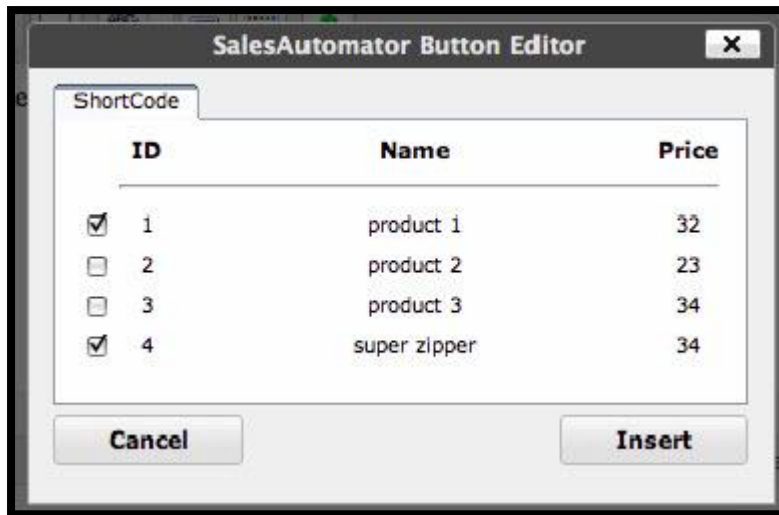 SalesAutomator Button Editor X
ShortCode
ID Name Price
1 product 1 32
2 product 2 23
3 product 3 34
4 super zipper 34
Cancel Insert